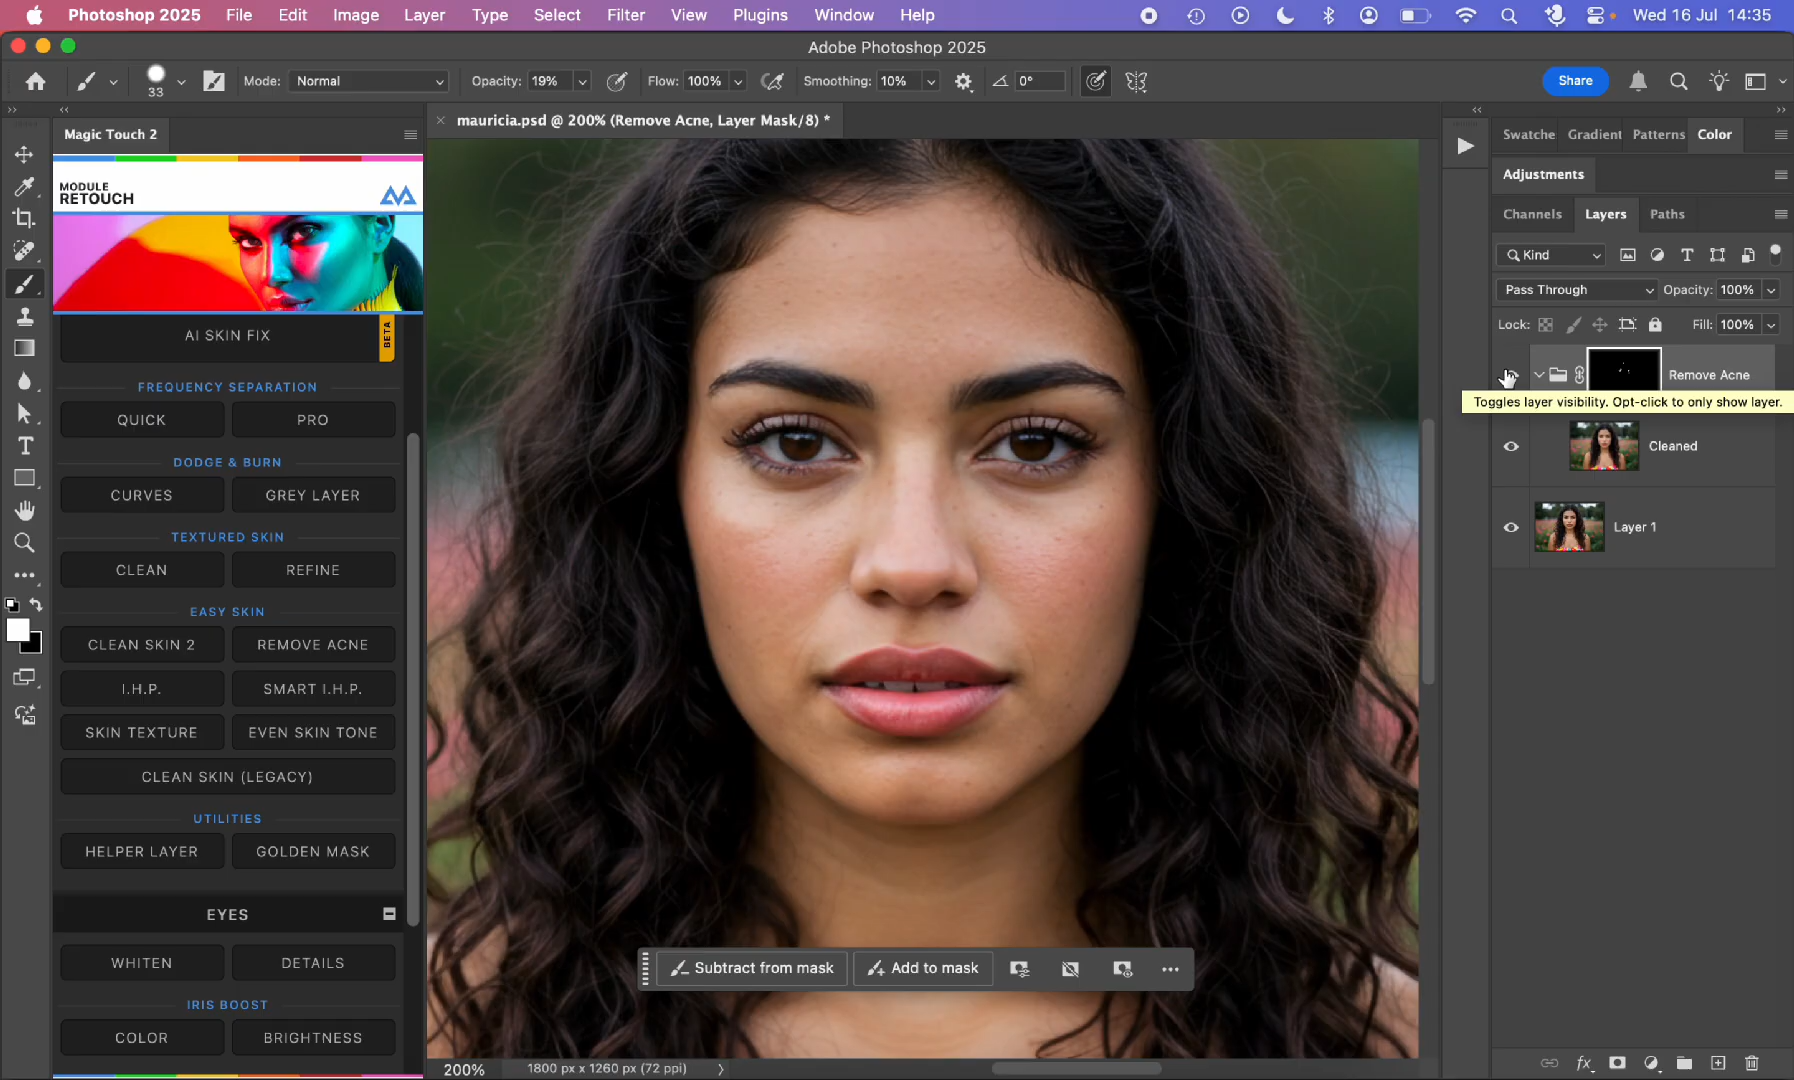 Photoshop 2025 File Edit Image Layer Type Select Filter View Plugins Window Help Wed 16 Jul 14:35
Adobe Photoshop 2025
33 Mode: Normal Opacity: 19% Flow: 100% Smoothing: 10% 0° Share
Magic Touch 2
MODULE
RETOUCH
AI SKIN FIX BETA
FREQUENCY SEPARATION
QUICK PRO
DODGE & BURN
CURVES GREY LAYER
TEXTURED SKIN
CLEAN REFINE
EASY SKIN
CLEAN SKIN 2 REMOVE ACNE
I.H.P. SMART I.H.P.
SKIN TEXTURE EVEN SKIN TONE
CLEAN SKIN (LEGACY)
UTILITIES
HELPER LAYER GOLDEN MASK
EYES
WHITEN DETAILS
IRIS BOOST
COLOR BRIGHTNESS
mauricia.psd @ 200% (Remove Acne, Layer Mask/8) *
Subtract from mask Add to mask
200% 1800 px x 1260 px (72 ppi)
Swatche Gradient Patterns Color
Adjustments
Channels Layers Paths
Kind
Pass Through Opacity: 100%
Lock: Fill: 100%
Remove Acne
Toggles layer visibility. Opt-click to only show layer.
Cleaned
Layer 1
fx